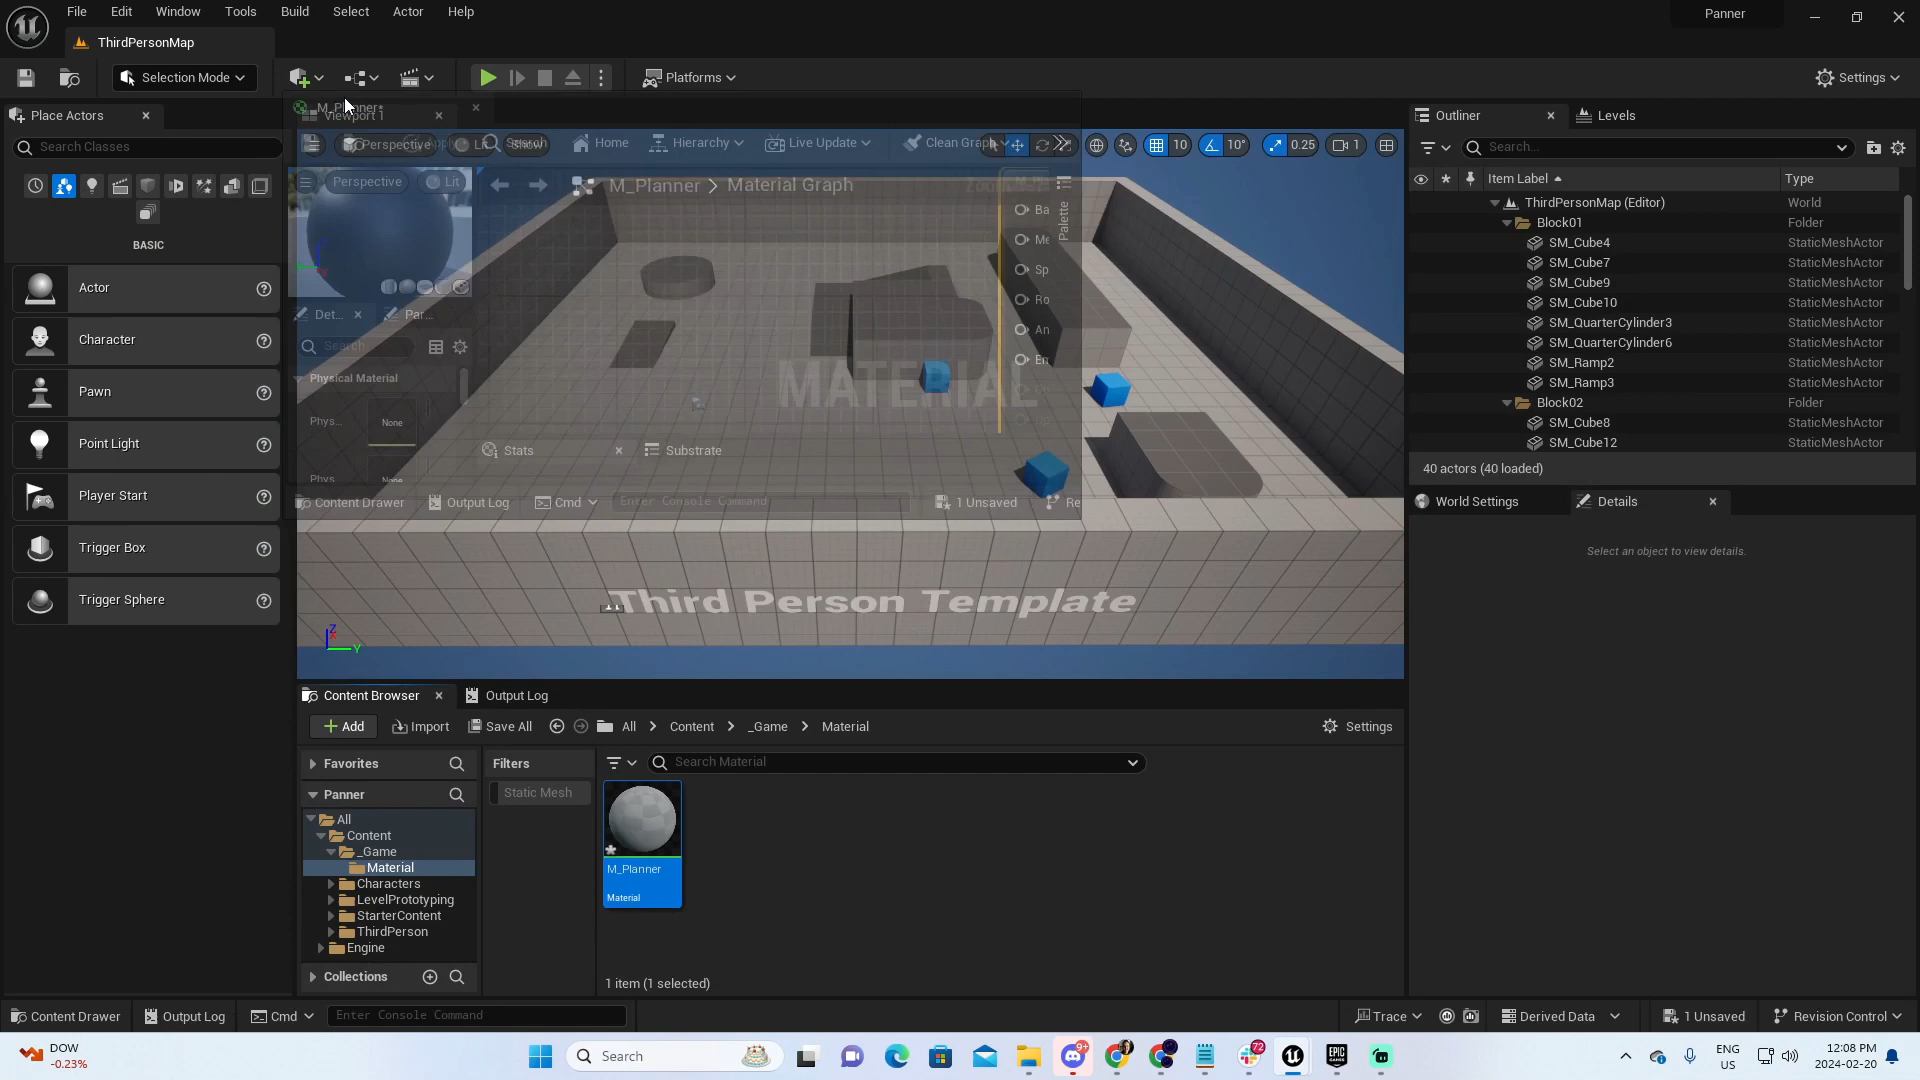 File Edit Window Tools Build Select Actor Help
Panner
ThirdPersonMap
Selection Mode
Platforms
Settings
Place Actors
Search Classes
BASIC
Actor
Character
Pawn
Point Light
Player Start
Trigger Box
Trigger Sphere
M_Planner*
Viewport 1
Perspective
Show
Search
Home
Hierarchy
Live Update
Clean Graph
10
10°
0.25
1
Perspective
Lit
M_Planner > Material Graph
Palette
Ba
Me
Sp
Ro
An
Em
Det...
Par...
Search
Physical Material
Phys...
None
Phys...
None
MATERIAL
Stats
Substrate
Content Drawer
Output Log
Cmd
Enter Console Command
1 Unsaved
Re
Third Person Template
Z
Y
Outliner
Levels
Search...
Item Label
Type
ThirdPersonMap (Editor) World
Block01 Folder
SM_Cube4 StaticMeshActor
SM_Cube7 StaticMeshActor
SM_Cube9 StaticMeshActor
SM_Cube10 StaticMeshActor
SM_QuarterCylinder3 StaticMeshActor
SM_QuarterCylinder6 StaticMeshActor
SM_Ramp2 StaticMeshActor
SM_Ramp3 StaticMeshActor
Block02 Folder
SM_Cube8 StaticMeshActor
SM_Cube12 StaticMeshActor
40 actors (40 loaded)
World Settings
Details
Select an object to view details.
Content Browser
Output Log
Add
Import
Save All
All > Content > _Game > Material
Settings
Favorites
Panner
All
Content
_Game
Material
Characters
LevelPrototyping
StarterContent
ThirdPerson
Engine
Collections
Filters
Static Mesh
Search Material
M_Planner
Material
1 item (1 selected)
Content Drawer
Output Log
Cmd
Enter Console Command
Trace
Derived Data
1 Unsaved
Revision Control
DOW
-0.23%
Search
9+
72
ENG
US
12:08 PM
2024-02-20